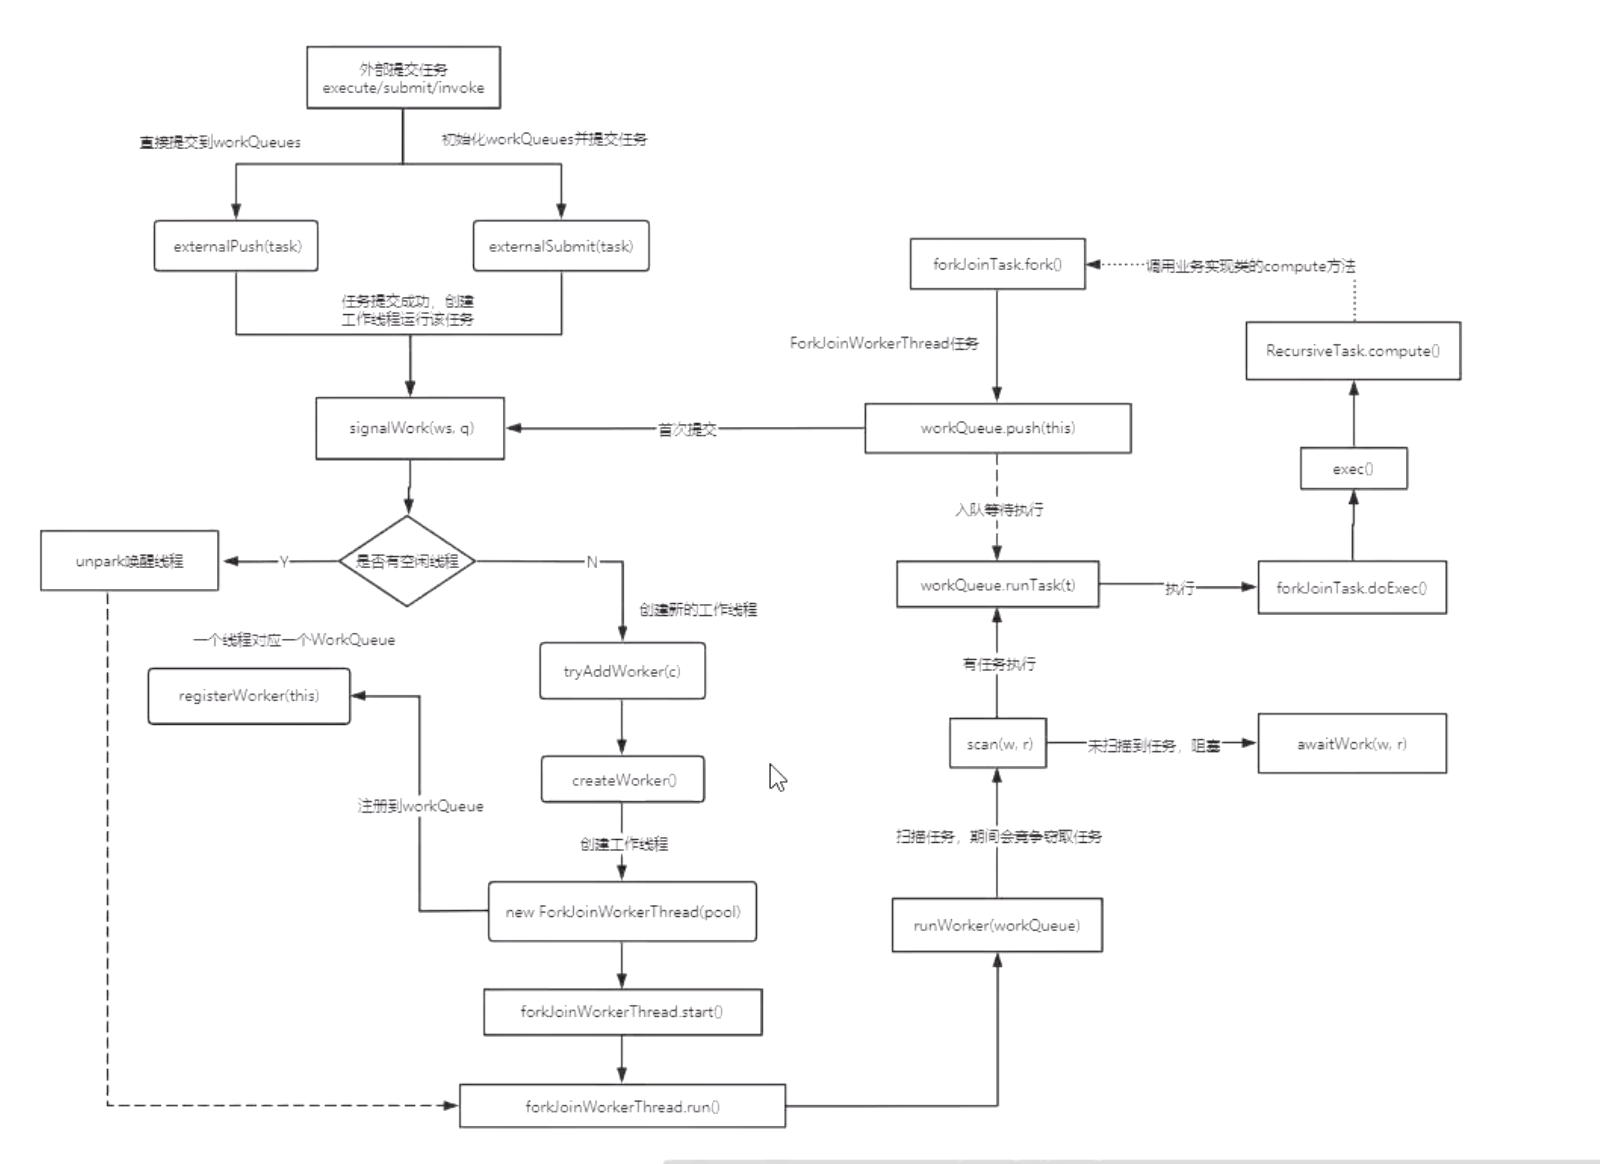 外部提交任务
execute/submit/invoke
直接提交到workQueues
初始化workQueues并提交任务
externalPush(task)
externalSubmit(task)
任务提交成功，创建
工作线程运行该任务
signalWork(ws, q)
首次提交
是否有空闲线程
Y
N
unpark唤醒线程
创建新的工作线程
一个线程对应一个WorkQueue
registerWorker(this)
tryAddWorker(c)
createWorker()
注册到workQueue
创建工作线程
new ForkJoinWorkerThread(pool)
forkJoinWorkerThread.start()
forkJoinWorkerThread.run()
forkJoinTask.fork()
调用业务实现类的compute方法
ForkJoinWorkerThread任务
RecursiveTask.compute()
workQueue.push(this)
exec()
入队等待执行
workQueue.runTask(t)
执行
forkJoinTask.doExec()
有任务执行
scan(w, r)
未扫描到任务，阻塞
awaitWork(w, r)
扫描任务，期间会竞争窃取任务
runWorker(workQueue)